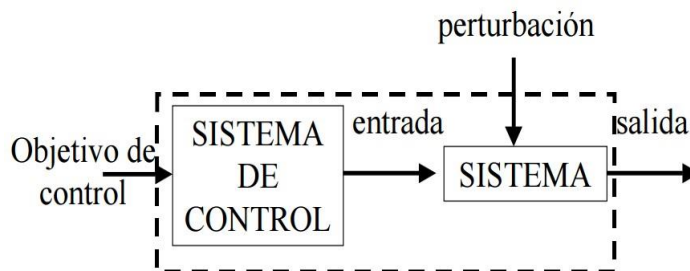 perturbación
Objetivo de
control
SISTEMA
DE
CONTROL
entrada
SISTEMA
salida